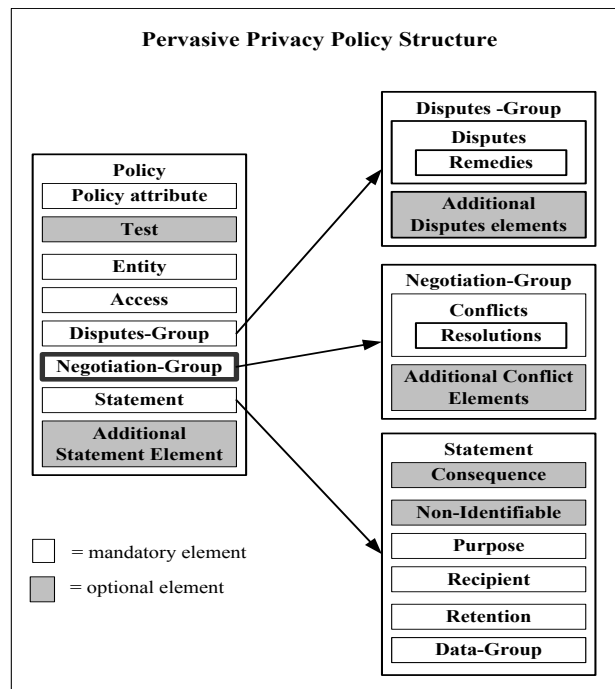 Pervasive Privacy Policy Structure
Policy
Policy attribute
Test
Entity
Access
Disputes-Group
Negotiation-Group
Statement
Additional
Statement Element
= mandatory element
= optional element
Disputes -Group
Disputes
Remedies
Additional
Disputes elements
Negotiation-Group
Conflicts
Resolutions
Additional Conflict
Elements
Statement
Consequence
Non-Identifiable
Purpose
Recipient
Retention
Data-Group